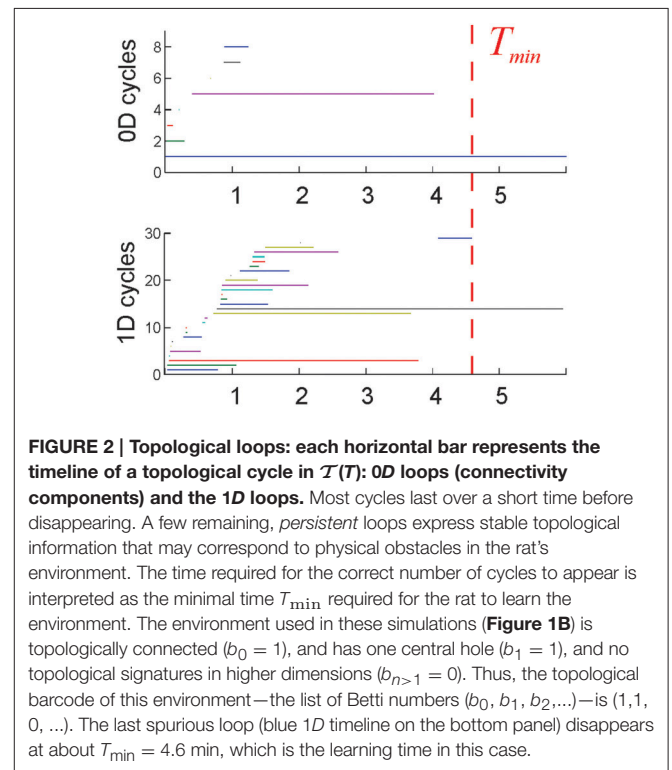 T_min
0D cycles
8
6
4
2
0
1 2 3 4 5
1D cycles
30
20
10
0
1 2 3 4 5
FIGURE 2 | Topological loops: each horizontal bar represents the
timeline of a topological cycle in 𝒯(T): 0D loops (connectivity
components) and the 1D loops. Most cycles last over a short time before
disappearing. A few remaining, persistent loops express stable topological
information that may correspond to physical obstacles in the rat's
environment. The time required for the correct number of cycles to appear is
interpreted as the minimal time T_min required for the rat to learn the
environment. The environment used in these simulations (Figure 1B) is
topologically connected (b₀ = 1), and has one central hole (b₁ = 1), and no
topological signatures in higher dimensions (bₙ>₁ = 0). Thus, the topological
barcode of this environment—the list of Betti numbers (b₀, b₁, b₂,...)—is (1,1,
0, ...). The last spurious loop (blue 1D timeline on the bottom panel) disappears
at about T_min = 4.6 min, which is the learning time in this case.